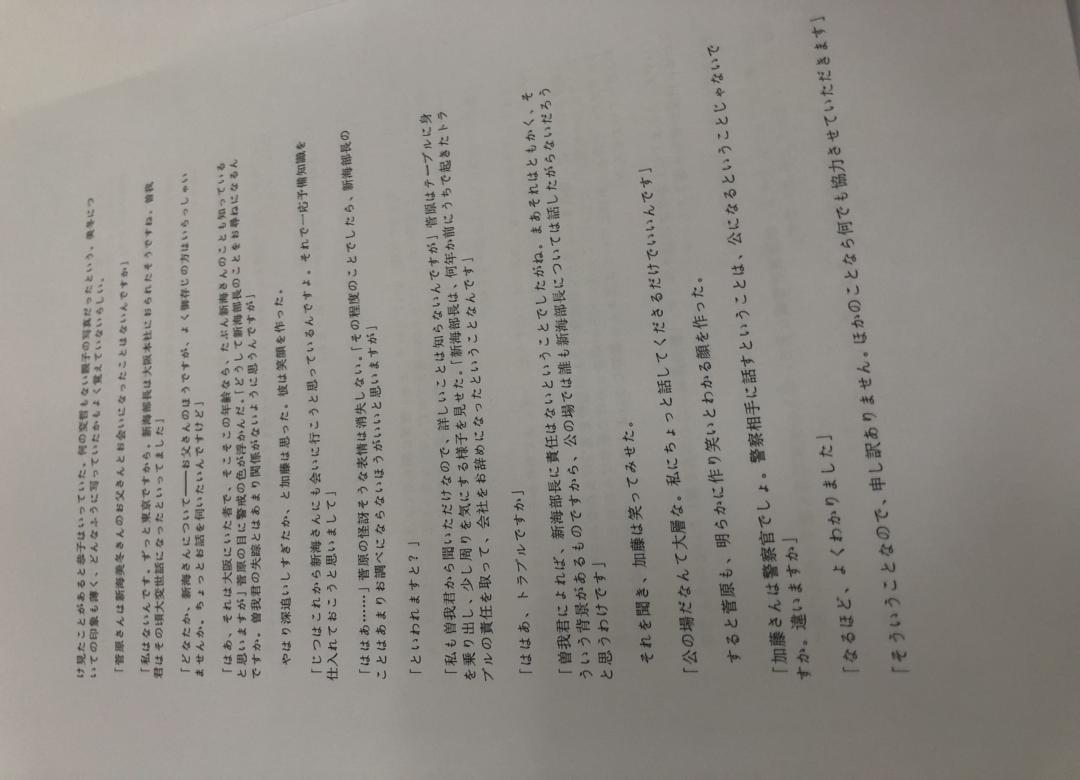 け見たことがあると恭子はいっていた。何の変哲もない親子の写真だったという。美冬につ
いての印象も薄く、どんなふうに写っていたかもよく覚えていないらしい。
「菅原さんは新海美冬さんのお父さんとお会いになったことはないんですか」
「私はないんです。ずっと東京ですから。新海部長は大阪本社におられたそうですね。曽我
君はその頃大変世話になったといってました」
「どなたか、新海さんについて――お父さんのほうですが、よく御存じの方はいらっしゃい
ませんか。ちょっとお話を伺いたいんですけど」
「はあ、それは大阪にいた者で、そこそこの年齢なら、たぶん新海さんのことも知っている
と思いますが」菅原の目に警戒の色が浮かんだ。「どうして新海部長のことをお尋ねになるん
ですか。曽我君の失踪とはあまり関係がないように思うんですが」
やはり深追いしすぎたか、と加藤は思った。彼は笑顔を作った。
「じつはこれから新海さんにも会いに行こうと思っているんですよ。それで一応予備知識を
仕入れておこうと思いまして」
「ははあ……」菅原の怪訝そうな表情は消失しない。「その程度のことでしたら、新海部長の
ことはあまりお調べにならないほうがいいと思いますが」
「といわれますと？」
「私も曽我君から聞いただけなので、詳しいことは知らないんですが」菅原はテーブルに身
を乗り出し、少し周りを気にする様子を見せた。「新海部長は、何年か前にうちで起きたトラ
ブルの責任を取って、会社をお辞めになったということなんです」
「ははあ、トラブルですか」
「曽我君によれば、新海部長に責任はないということでしたがね。まあそれはともかく、そ
ういう背景があるものですから、公の場では誰も新海部長については話したがらないだろう
と思うわけです」
それを聞き、加藤は笑ってみせた。
「公の場だなんて大層な。私にちょっと話してくださるだけでいいんです」
すると菅原も、明らかに作り笑いとわかる顔を作った。
「加藤さんは警察官でしょ。警察相手に話すということは、公になるということじゃないで
すか。違いますか」
「なるほど、よくわかりました」
「そういうことなので、申し訳ありません。ほかのことなら何でも協力させていただきます」